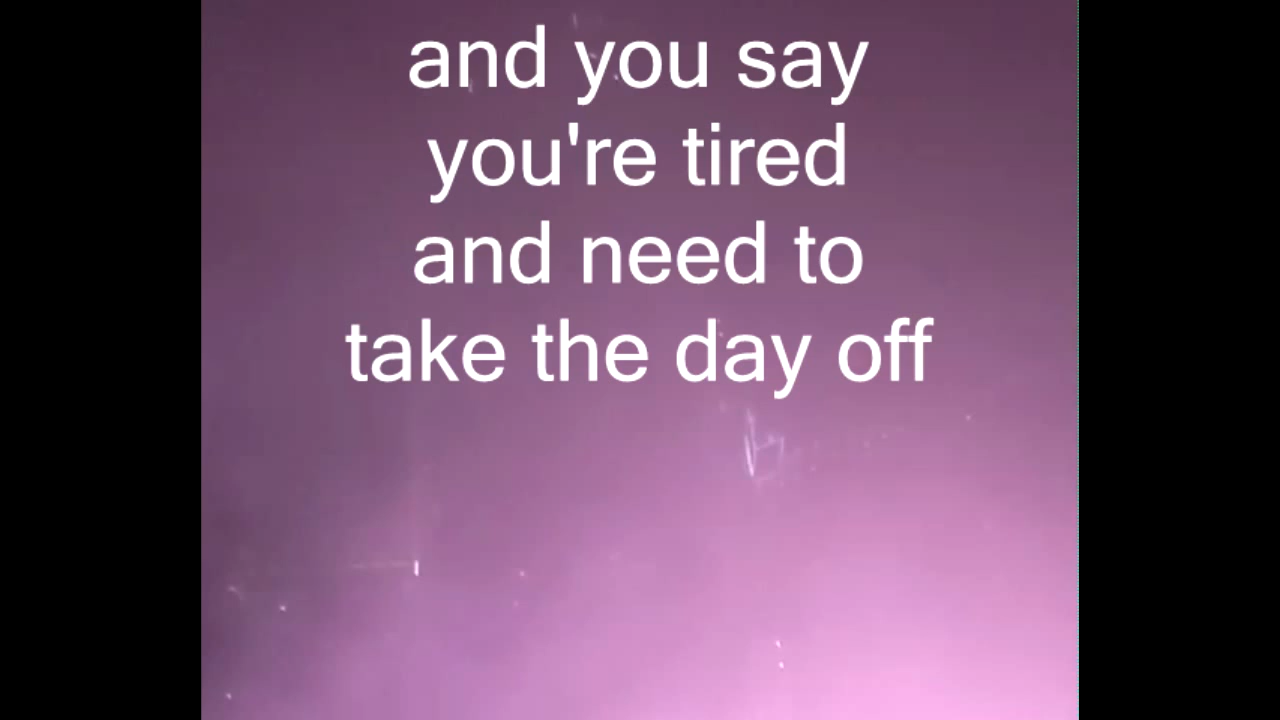 and you say
you're tired
and need to
take the day off